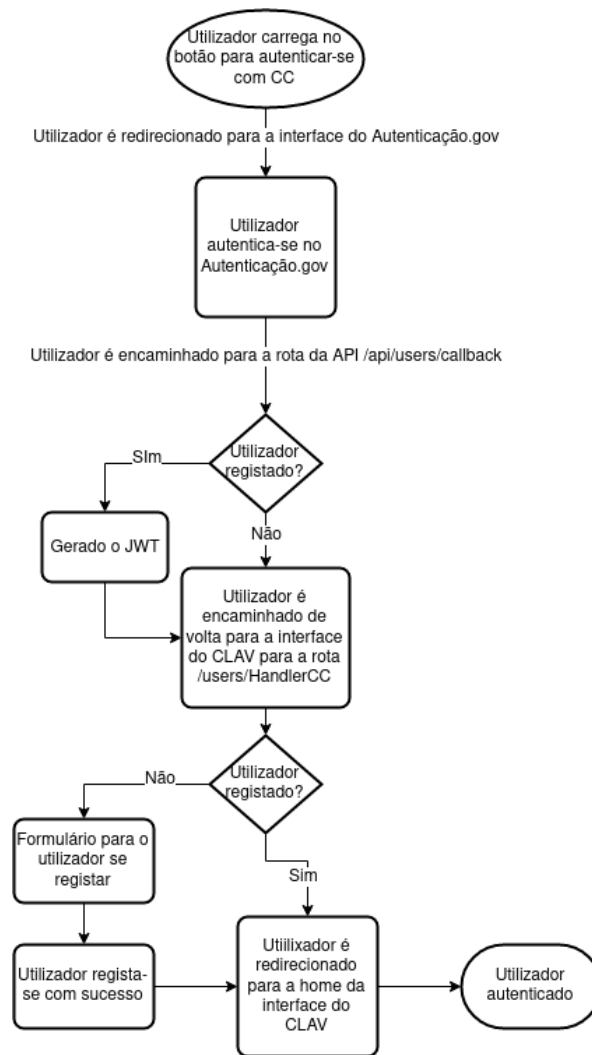 Utilizador carrega no
botão para autenticar-se
com CC
Utilizador é redirecionado para a interface do Autenticação.gov
Utilizador
autentica-se no
Autenticação.gov
Utilizador é encaminhado para a rota da API /api/users/callback
Utilizador
registado?
SIm
Não
Gerado o JWT
Utilizador é
encaminhado de
volta para a interface
do CLAV para a rota
/users/HandlerCC
Utilizador
registado?
Não
Sim
Formulário para o
utilizador se
registar
Utilizador regista-
se com sucesso
Utiilixador é
redirecionado
para a home da
interface do
CLAV
Utilizador
autenticado